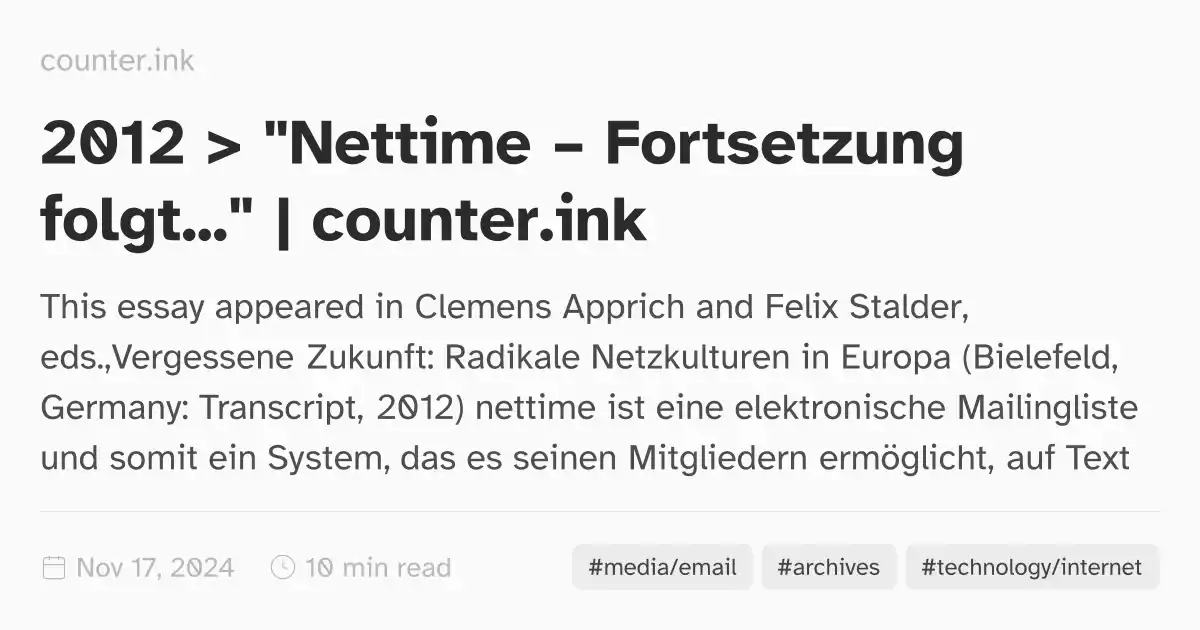 counter.ink
2012 > "Nettime – Fortsetzung
folgt..." | counter.ink
This essay appeared in Clemens Apprich and Felix Stalder,
eds.,Vergessene Zukunft: Radikale Netzkulturen in Europa (Bielefeld,
Germany: Transcript, 2012) nettime ist eine elektronische Mailingliste
und somit ein System, das es seinen Mitgliedern ermöglicht, auf Text
Nov 17, 2024 10 min read #media/email #archives #technology/internet